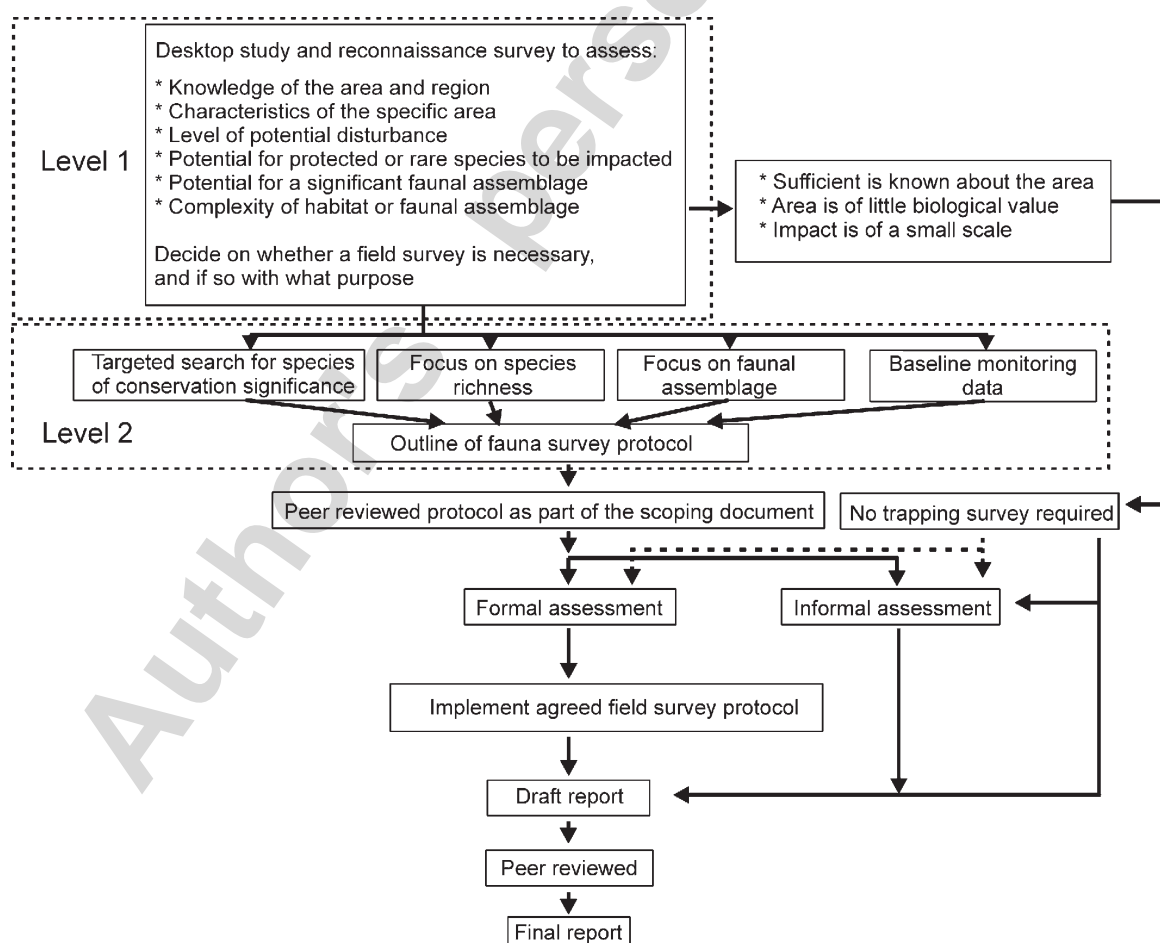 Desktop study and reconnaissance survey to assess:
* Knowledge of the area and region
* Characteristics of the specific area
* Level of potential disturbance
Level 1
* Potential for protected or rare species to be impacted
* Potential for a significant faunal assemblage
* Complexity of habitat or faunal assemblage
Decide on whether a field survey is necessary,
and if so with what purpose
* Sufficient is known about the area
* Area is of little biological value
* Impact is of a small scale
Targeted search for species
of conservation significance
Focus on species
richness
Focus on faunal
assemblage
Baseline monitoring
data
Level 2
Outline of fauna survey protocol
Peer reviewed protocol as part of the scoping document
No trapping survey required
Formal assessment
Informal assessment
Implement agreed field survey protocol
Draft report
Peer reviewed
Final report
Author's pers